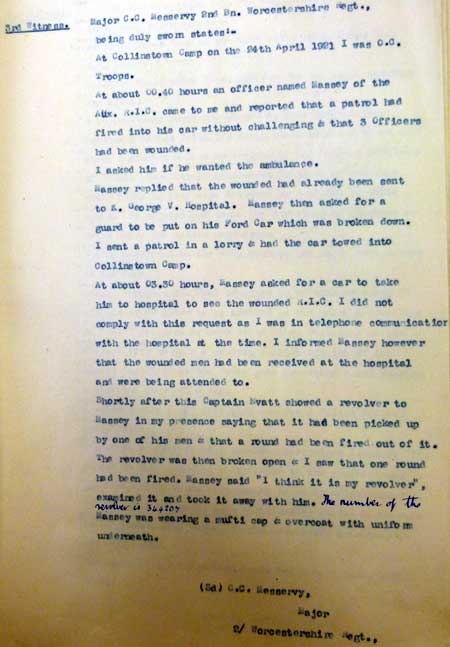 3rd Witness.
Major C.C. Messervy 2nd Bn. Worcestershire Regt.,
being duly sworn states:-
At Collinstown Camp on the 24th April 1921 I was O.C.
Troops.
At about 00.40 hours an officer named Massey of the
Aux. R.I.C. came to me and reported that a patrol had
fired into his car without challenging & that 3 Officers
had been wounded.
I asked him if he wanted the ambulance.
Massey replied that the wounded had already been sent
to K. George V. Hospital. Massey then asked for a
guard to be put on his Ford Car which was broken down.
I sent a patrol in a lorry & had the car towed into
Collinstown Camp.
At about 03.30 hours, Massey asked for a car to take
him to hospital to see the wounded R.I.C. I did not
comply with this request as I was in telephone communication
with the hospital at the time. I informed Massey however
that the wounded men had been received at the hospital
and were being attended to.
Shortly after this Captain Evatt showed a revolver to
Massey in my presence saying that it had been picked up
by one of his men & that a round had been fired out of it.
The revolver was then broken open & I saw that one round
had been fired. Massey said "I think it is my revolver",
examined it and took it away with him. The number of the
revolver is 344204
Massey was wearing a mufti cap & overcoat with uniform
underneath.
(Sd) C.C. Messervy,
Major
2/ Worcestershire Regt.,